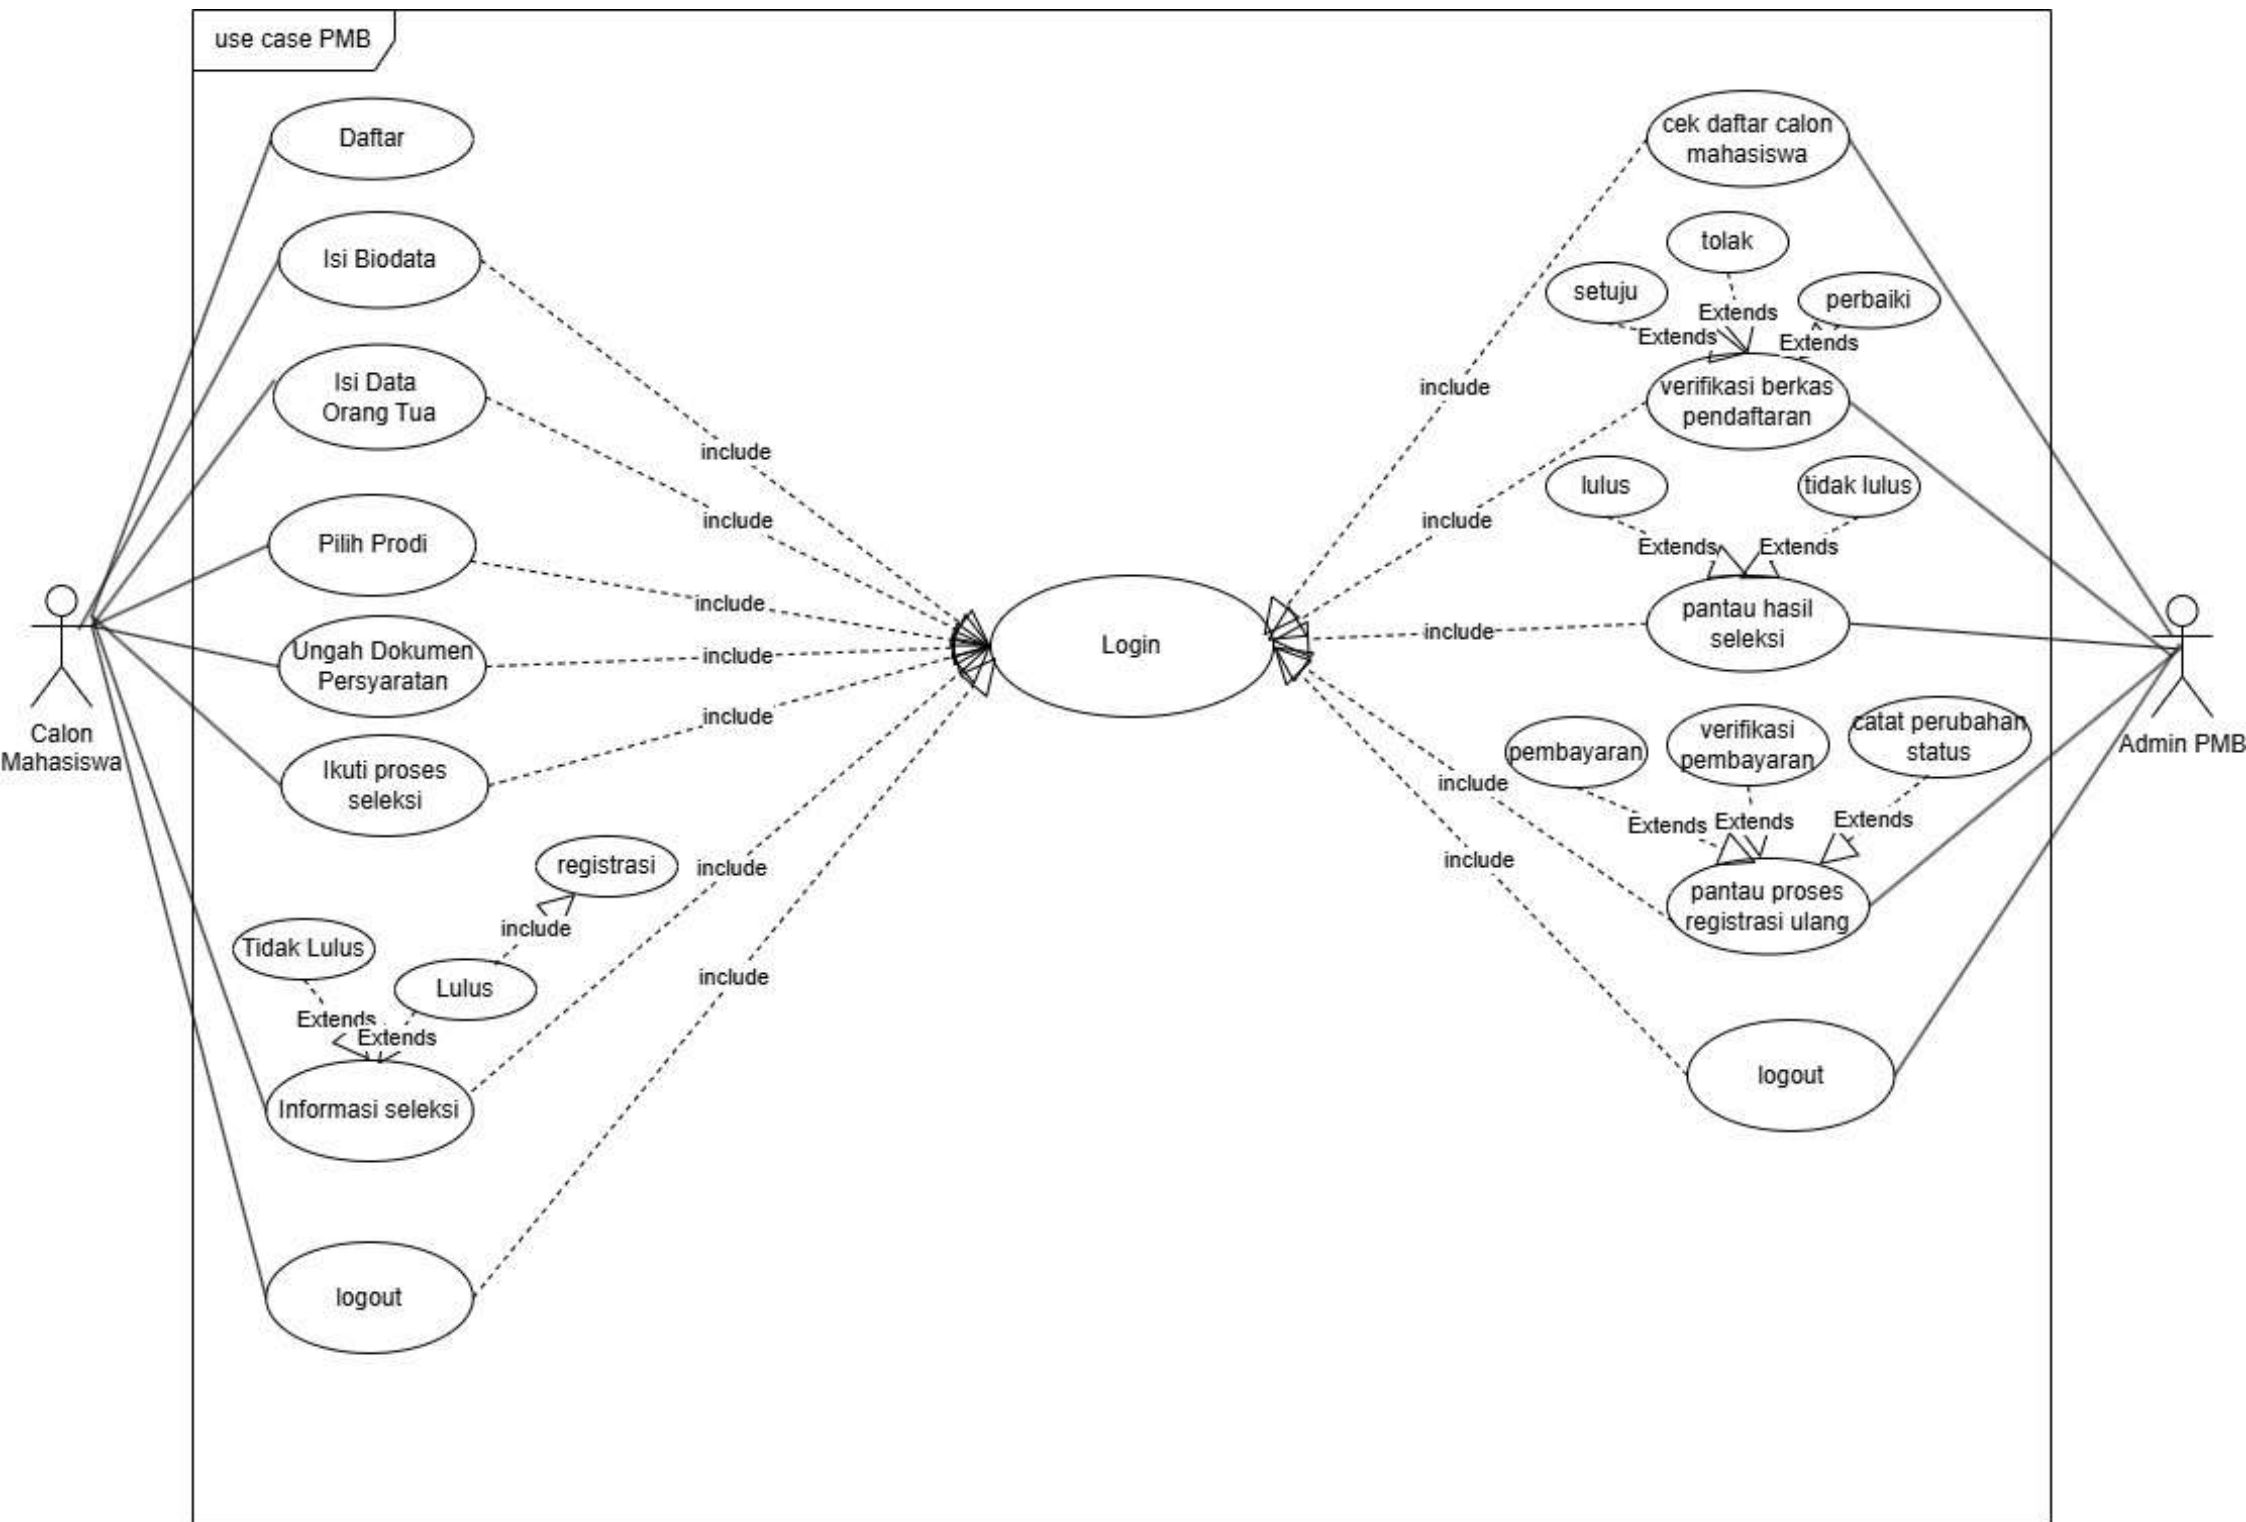 use case PMB
Daftar
Isi Biodata
Isi Data
Orang Tua
Pilih Prodi
Ungah Dokumen
Persyaratan
Ikuti proses
seleksi
registrasi
include
Tidak Lulus
Lulus
Extends
Extends
Informasi seleksi
logout
Calon
Mahasiswa
include
include
include
include
include
include
include
Login
include
include
include
include
include
cek daftar calon
mahasiswa
tolak
setuju
perbaiki
Extends
Extends
Extends
verifikasi berkas
pendaftaran
lulus
tidak lulus
Extends
Extends
pantau hasil
seleksi
pembayaran
verifikasi
pembayaran
catat perubahan
status
Extends
Extends
Extends
pantau proses
registrasi ulang
logout
Admin PMB